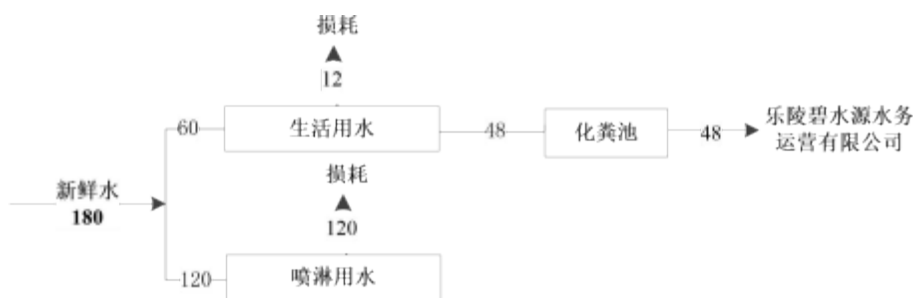 损耗
12
60
生活用水
48
化粪池
48
乐陵碧水源水务
运营有限公司
损耗
新鲜水
180
120
120
喷淋用水